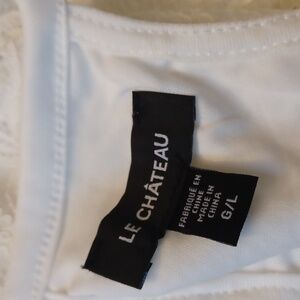 LE CHÂTEAU
FABRIQUÉ EN
CHINE
MADE IN
CHINA
G/L